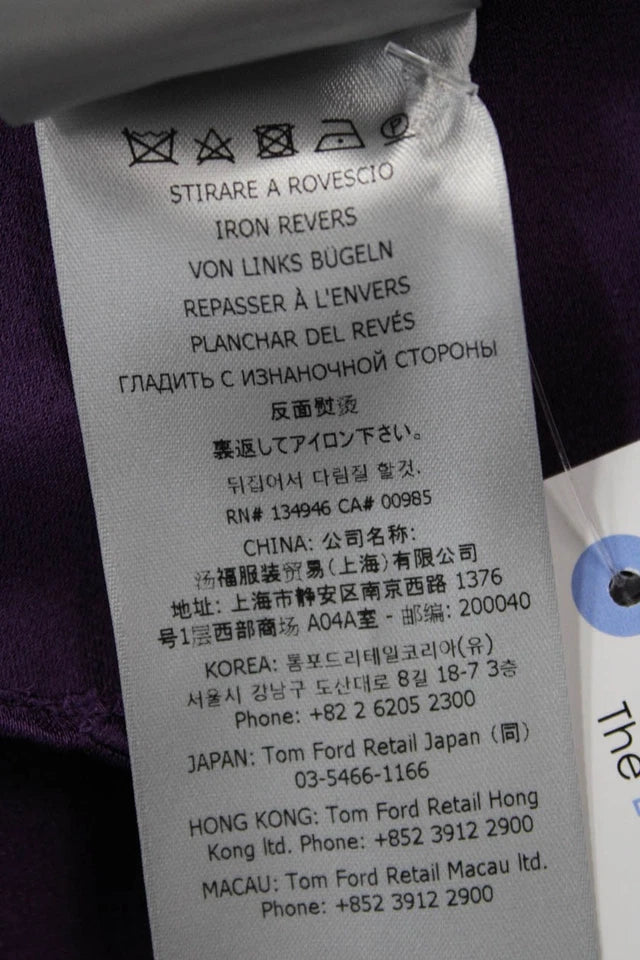 P
STIRARE A ROVESCIO
IRON REVERS
VON LINKS BÜGELN
REPASSER À L'ENVERS
PLANCHAR DEL REVÉS
ГЛАДИТЬ С ИЗНАНОЧНОЙ СТОРОНЫ
反面熨烫
裏返してアイロン下さい。
뒤집어서 다림질 할것.
RN# 134946 CA# 00985
CHINA: 公司名称:
汤福服装贸易(上海)有限公司
地址: 上海市静安区南京西路 1376
号1层西部商场 A04A室 - 邮编: 200040
KOREA: 톰포드리테일코리아(유)
서울시 강남구 도산대로 8길 18-7 3층
Phone: +82 2 6205 2300
JAPAN: Tom Ford Retail Japan (同)
03-5466-1166
HONG KONG: Tom Ford Retail Hong
Kong ltd. Phone: +852 3912 2900
MACAU: Tom Ford Retail Macau ltd.
Phone: +852 3912 2900
The